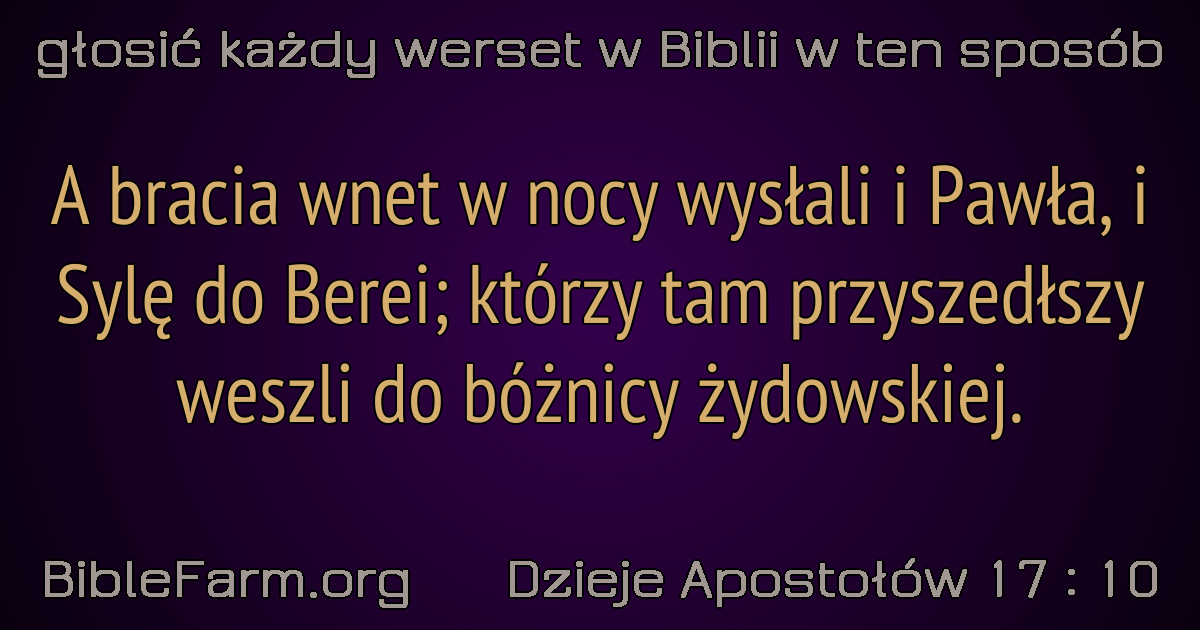 głosić każdy werset w Biblii w ten sposób
A bracia wnet w nocy wysłali i Pawła, i
Sylę do Berei; którzy tam przyszedłszy
weszli do bóżnicy żydowskiej.
BibleFarm.org Dzieje Apostołów 17 : 10